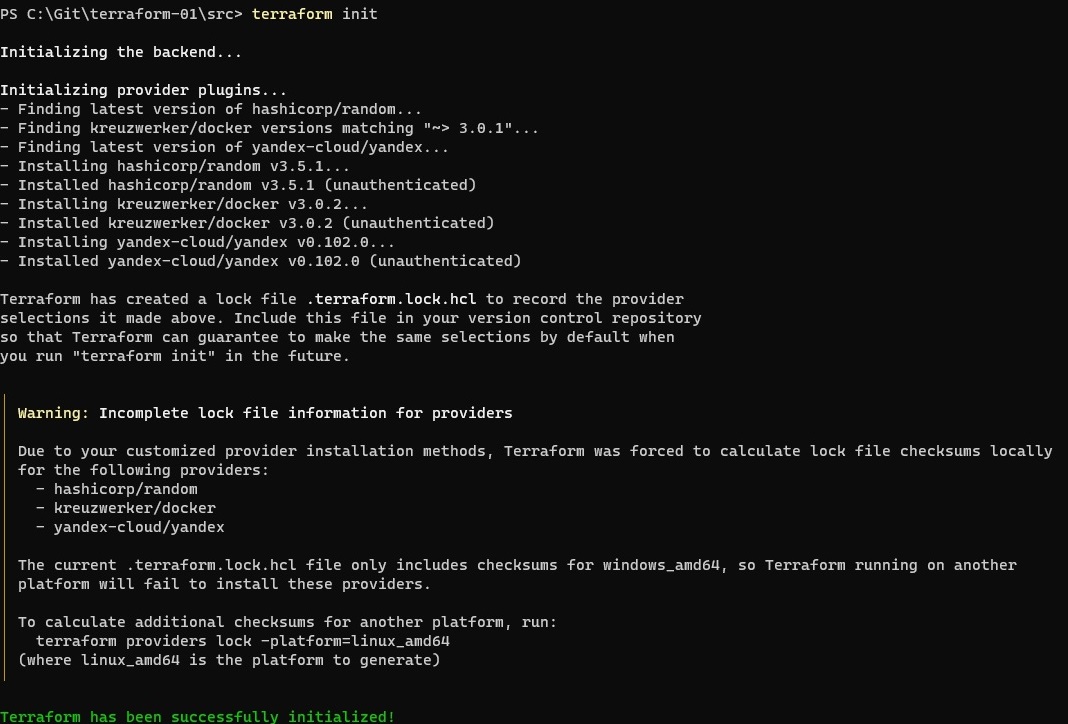 PS C:\Git\terraform-01\src> terraform init
Initializing the backend...
Initializing provider plugins...
- Finding latest version of hashicorp/random...
- Finding kreuzwerker/docker versions matching "~> 3.0.1"...
- Finding latest version of yandex-cloud/yandex...
- Installing hashicorp/random v3.5.1...
- Installed hashicorp/random v3.5.1 (unauthenticated)
- Installing kreuzwerker/docker v3.0.2...
- Installed kreuzwerker/docker v3.0.2 (unauthenticated)
- Installing yandex-cloud/yandex v0.102.0...
- Installed yandex-cloud/yandex v0.102.0 (unauthenticated)
Terraform has created a lock file .terraform.lock.hcl to record the provider
selections it made above. Include this file in your version control repository
so that Terraform can guarantee to make the same selections by default when
you run "terraform init" in the future.
Warning: Incomplete lock file information for providers
Due to your customized provider installation methods, Terraform was forced to calculate lock file checksums locally
for the following providers:
- hashicorp/random
- kreuzwerker/docker
- yandex-cloud/yandex
The current .terraform.lock.hcl file only includes checksums for windows_amd64, so Terraform running on another
platform will fail to install these providers.
To calculate additional checksums for another platform, run:
terraform providers lock -platform=linux_amd64
(where linux_amd64 is the platform to generate)
Terraform has been successfully initialized!